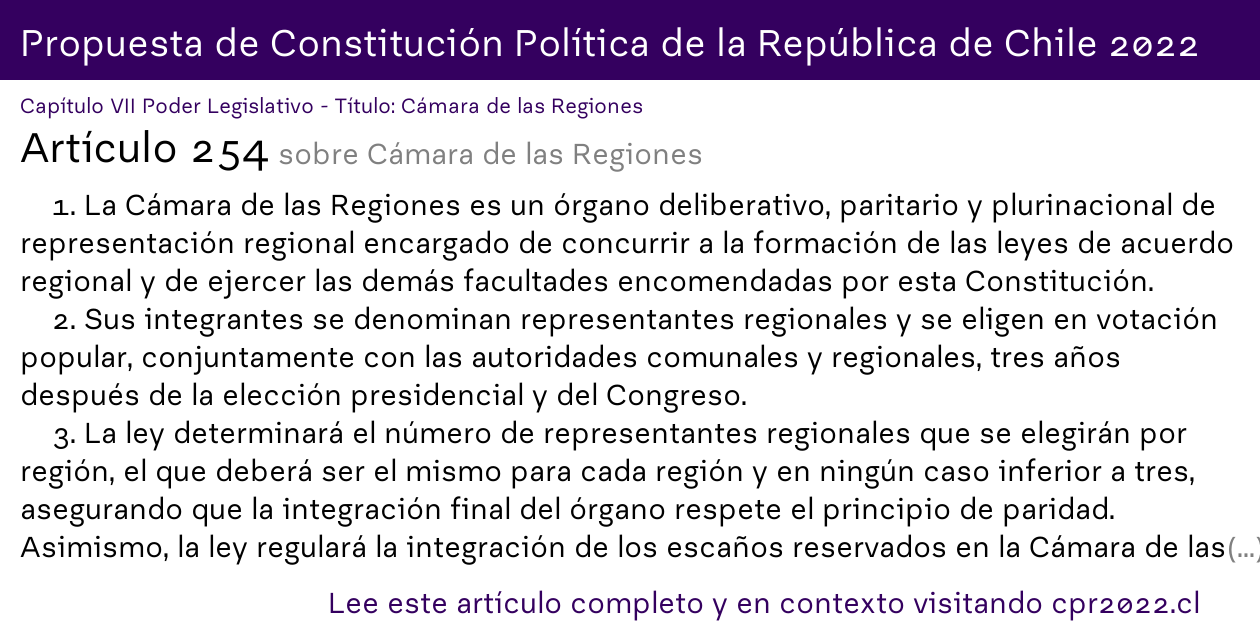 Propuesta de Constitución Política de la República de Chile 2022
Capítulo VII Poder Legislativo - Título: Cámara de las Regiones
Artículo 254 sobre Cámara de las Regiones
1. La Cámara de las Regiones es un órgano deliberativo, paritario y plurinacional de
representación regional encargado de concurrir a la formación de las leyes de acuerdo
regional y de ejercer las demás facultades encomendadas por esta Constitución.
2. Sus integrantes se denominan representantes regionales y se eligen en votación
popular, conjuntamente con las autoridades comunales y regionales, tres años
después de la elección presidencial y del Congreso.
3. La ley determinará el número de representantes regionales que se elegirán por
región, el que deberá ser el mismo para cada región y en ningún caso inferior a tres,
asegurando que la integración final del órgano respete el principio de paridad.
Asimismo, la ley regulará la integración de los escaños reservados en la Cámara de las(...)
Lee este artículo completo y en contexto visitando cpr2022.cl